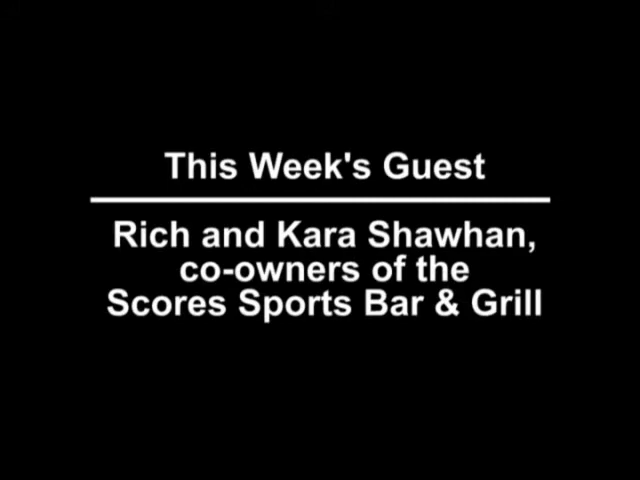 This Week's Guest
Rich and Kara Shawhan,
co-owners of the
Scores Sports Bar & Grill